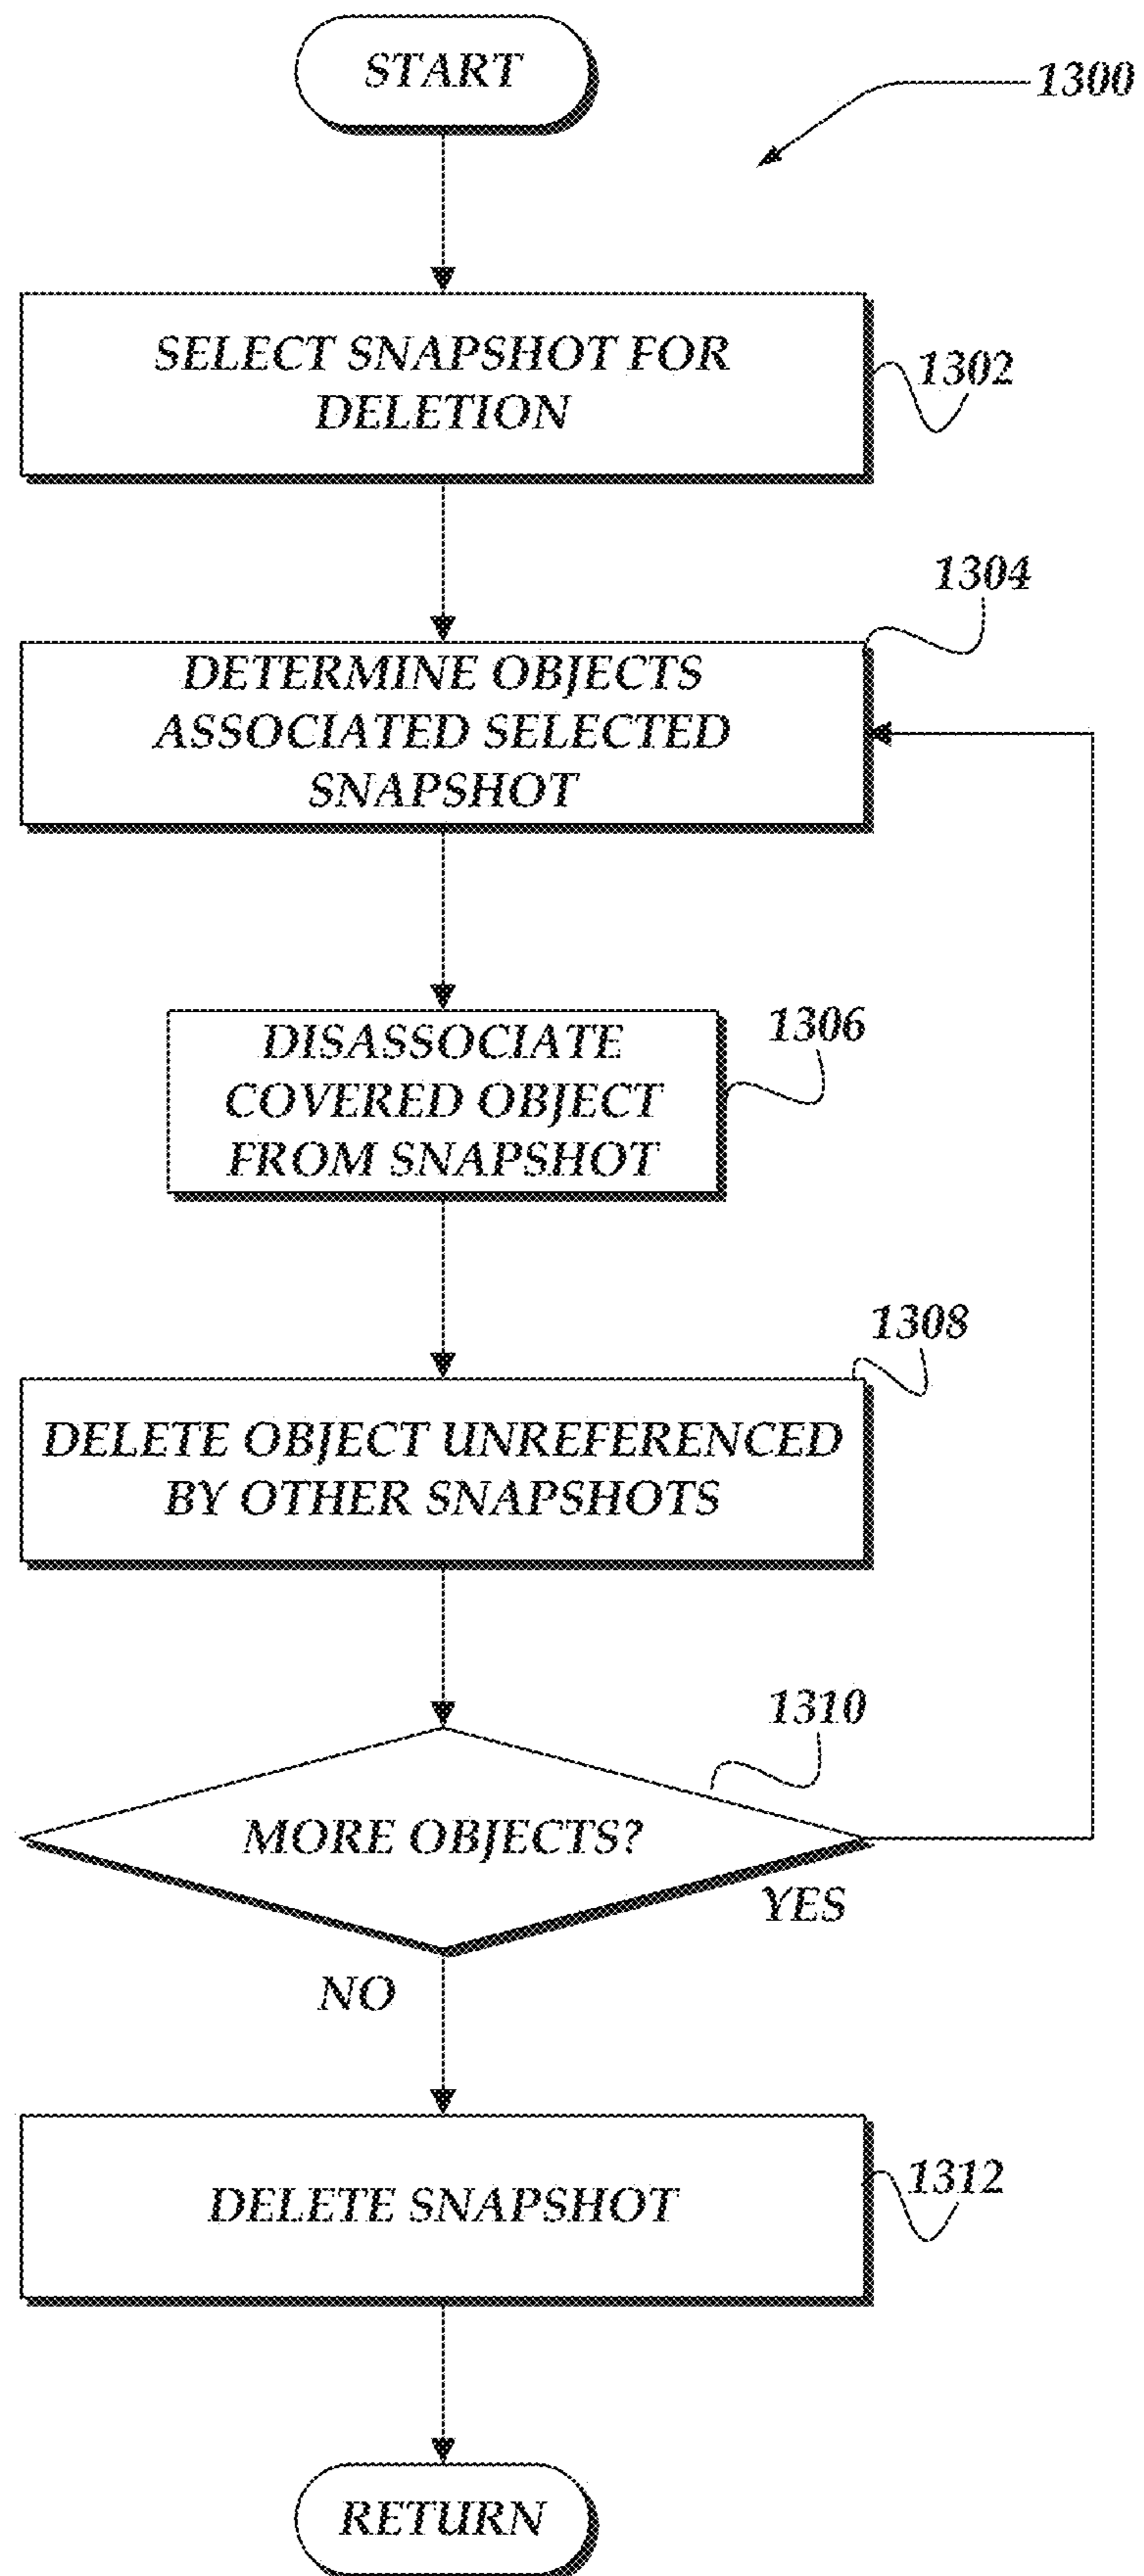 START
1300
SELECT SNAPSHOT FOR
DELETION
1302
1304
DETERMINE OBJECTS
ASSOCIATED SELECTED
SNAPSHOT
1306
DISASSOCIATE
COVERED OBJECT
FROM SNAPSHOT
1308
DELETE OBJECT UNREFERENCED
BY OTHER SNAPSHOTS
1310
MORE OBJECTS?
YES
NO
1312
DELETE SNAPSHOT
RETURN